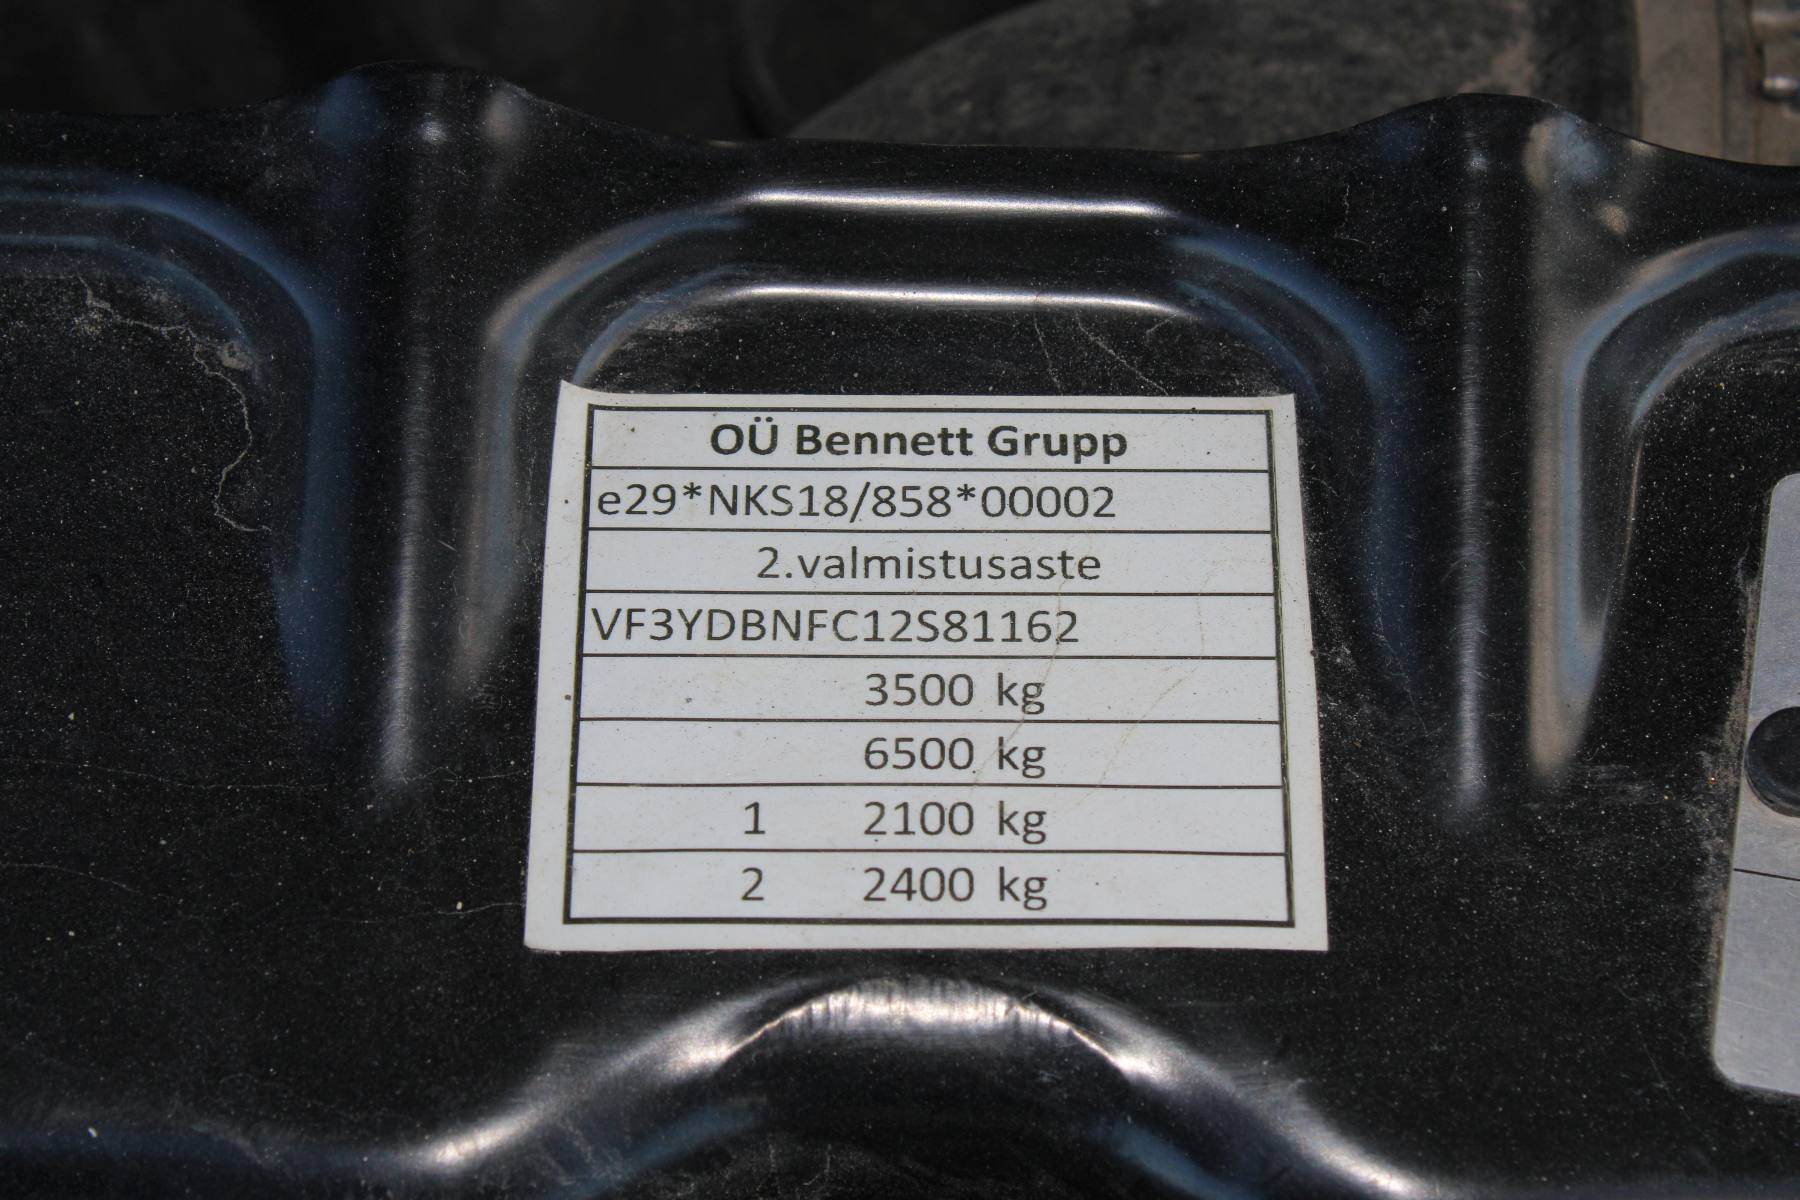 OÜ Bennett Grupp
e29*NKS18/858*00002
2.valmistusaste
VF3YDBNFC12S81162
3500 kg
6500 kg
1 2100 kg
2 2400 kg